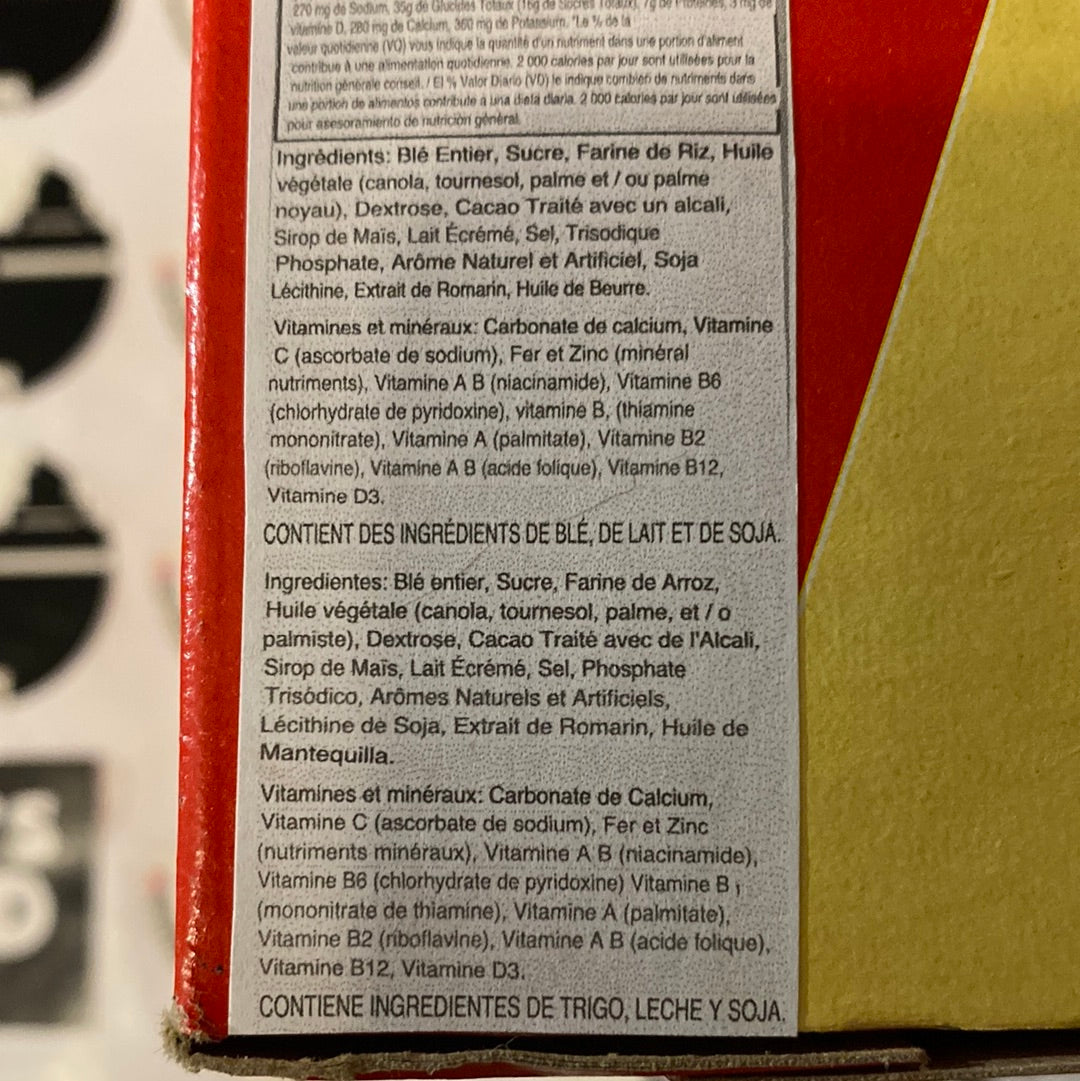 270 mg de Sodium, 35g de Glucides Totaux (16g de Sucres Totaux), 7g de Protéines, 3 mg de
vitamine D, 280 mg de Calcium, 360 mg de Potassium. *Le % de la
valeur quotidienne (VQ) vous indique la quantité d'un nutriment dans une portion d'aliment
contribue à une alimentation quotidienne. 2 000 calories par jour sont utilisées pour la
nutrition générale conseil. / El % Valor Diario (VD) le indique combien de nutriments dans
une portion de alimentos contribute a una dieta diaria. 2 000 calories par jour sont utilisées
pour asesoramiento de nutrición général.
Ingrédients: Blé Entier, Sucre, Farine de Riz, Huile
végétale (canola, tournesol, palme et / ou palme
noyau), Dextrose, Cacao Traité avec un alcali,
Sirop de Maïs, Lait Écrémé, Sel, Trisodique
Phosphate, Arôme Naturel et Artificiel, Soja
Lécithine, Extrait de Romarin, Huile de Beurre.
Vitamines et minéraux: Carbonate de calcium, Vitamine
C (ascorbate de sodium), Fer et Zinc (minéral
nutriments), Vitamine A B (niacinamide), Vitamine B6
(chlorhydrate de pyridoxine), vitamine B, (thiamine
mononitrate), Vitamine A (palmitate), Vitamine B2
(riboflavine), Vitamine A B (acide folique), Vitamine B12,
Vitamine D3.
CONTIENT DES INGRÉDIENTS DE BLÉ, DE LAIT ET DE SOJA.
Ingredientes: Blé entier, Sucre, Farine de Arroz,
Huile végétale (canola, tournesol, palme, et / o
palmiste), Dextrose, Cacao Traité avec de l'Alcali,
Sirop de Maïs, Lait Écrémé, Sel, Phosphate
Trisódico, Arômes Naturels et Artificiels,
Lécithine de Soja, Extrait de Romarin, Huile de
Mantequilla.
Vitamines et minéraux: Carbonate de Calcium,
Vitamine C (ascorbate de sodium), Fer et Zinc
(nutriments minéraux), Vitamine A B (niacinamide),
Vitamine B6 (chlorhydrate de pyridoxine) Vitamine B ,
(mononitrate de thiamine), Vitamine A (palmitate),
Vitamine B2 (riboflavine), Vitamine A B (acide folique),
Vitamine B12, Vitamine D3.
CONTIENE INGREDIENTES DE TRIGO, LECHE Y SOJA.